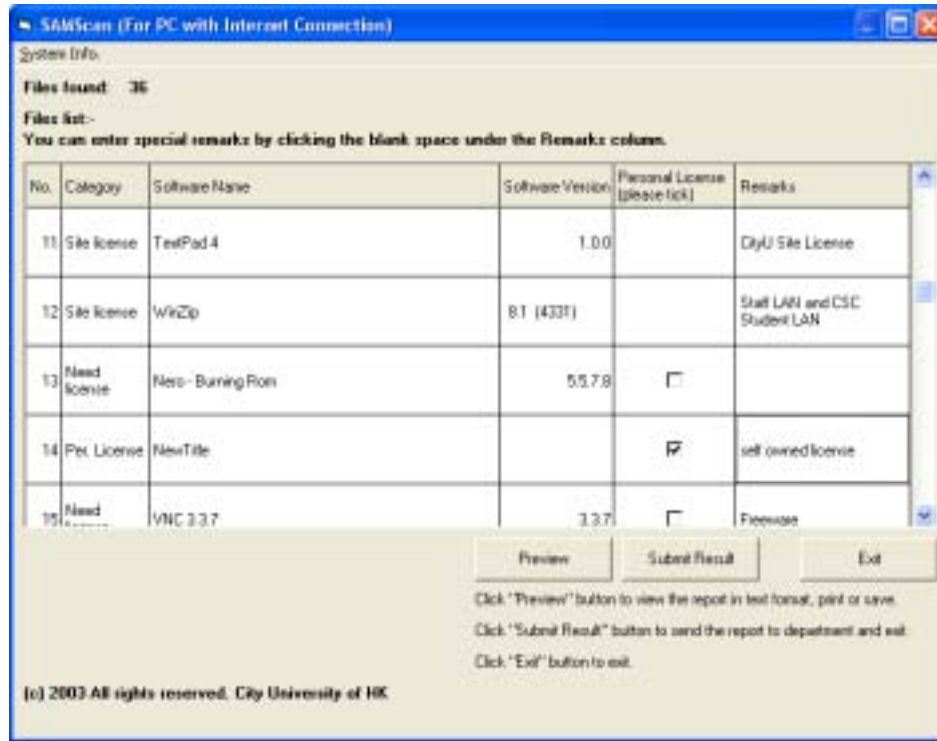 SAMScan (For PC with Internet Connection)
System Info.
Files found: 36
Files list:-
You can enter special remarks by clicking the blank space under the Remarks column.
No. Category Software Name Software Version Personal License (please tick) Remarks
11 Site license TextPad 4 1.0.0 CityU Site License
12 Site license WinZip 8.1 (4331) Staff LAN and CSC Student LAN
13 Need license Nero - Burning Rom 5.5.7.8
14 Per. License NewTitle self owned license
15 Need VNC 3.3.7 3.3.7 Freeware
Preview Submit Result Exit
Click "Preview" button to view the report in text format, print or save.
Click "Submit Result" button to send the report to department and exit.
Click "Exit" button to exit.
(c) 2003 All rights reserved. City University of HK